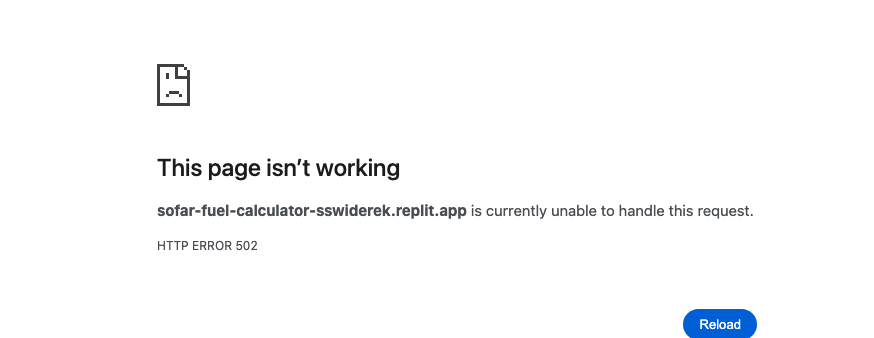 This page isn’t working
sofar-fuel-calculator-sswiderek.replit.app is currently unable to handle this request.
HTTP ERROR 502
Reload